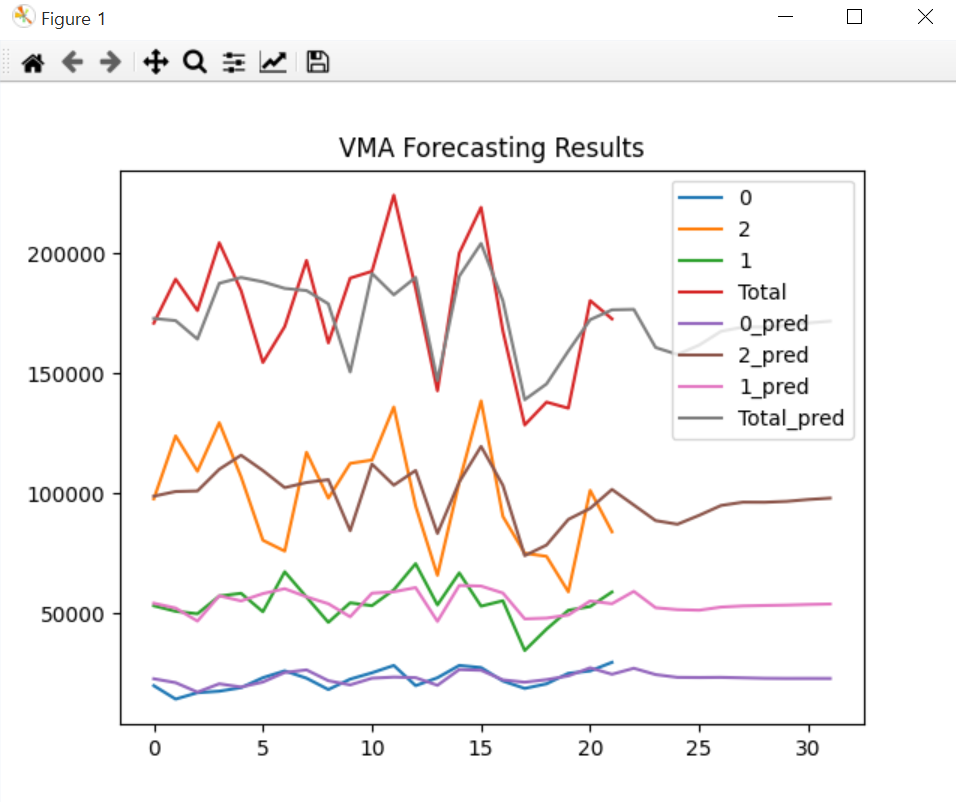 Figure 1
VMA Forecasting Results
200000
150000
100000
50000
0
2
1
Total
0_pred
2_pred
1_pred
Total_pred
0 5 10 15 20 25 30